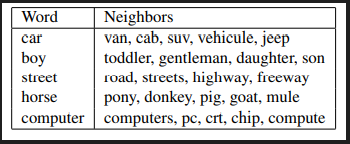 Word Neighbors
car van, cab, suv, vehicule, jeep
boy toddler, gentleman, daughter, son
street road, streets, highway, freeway
horse pony, donkey, pig, goat, mule
computer computers, pc, crt, chip, compute